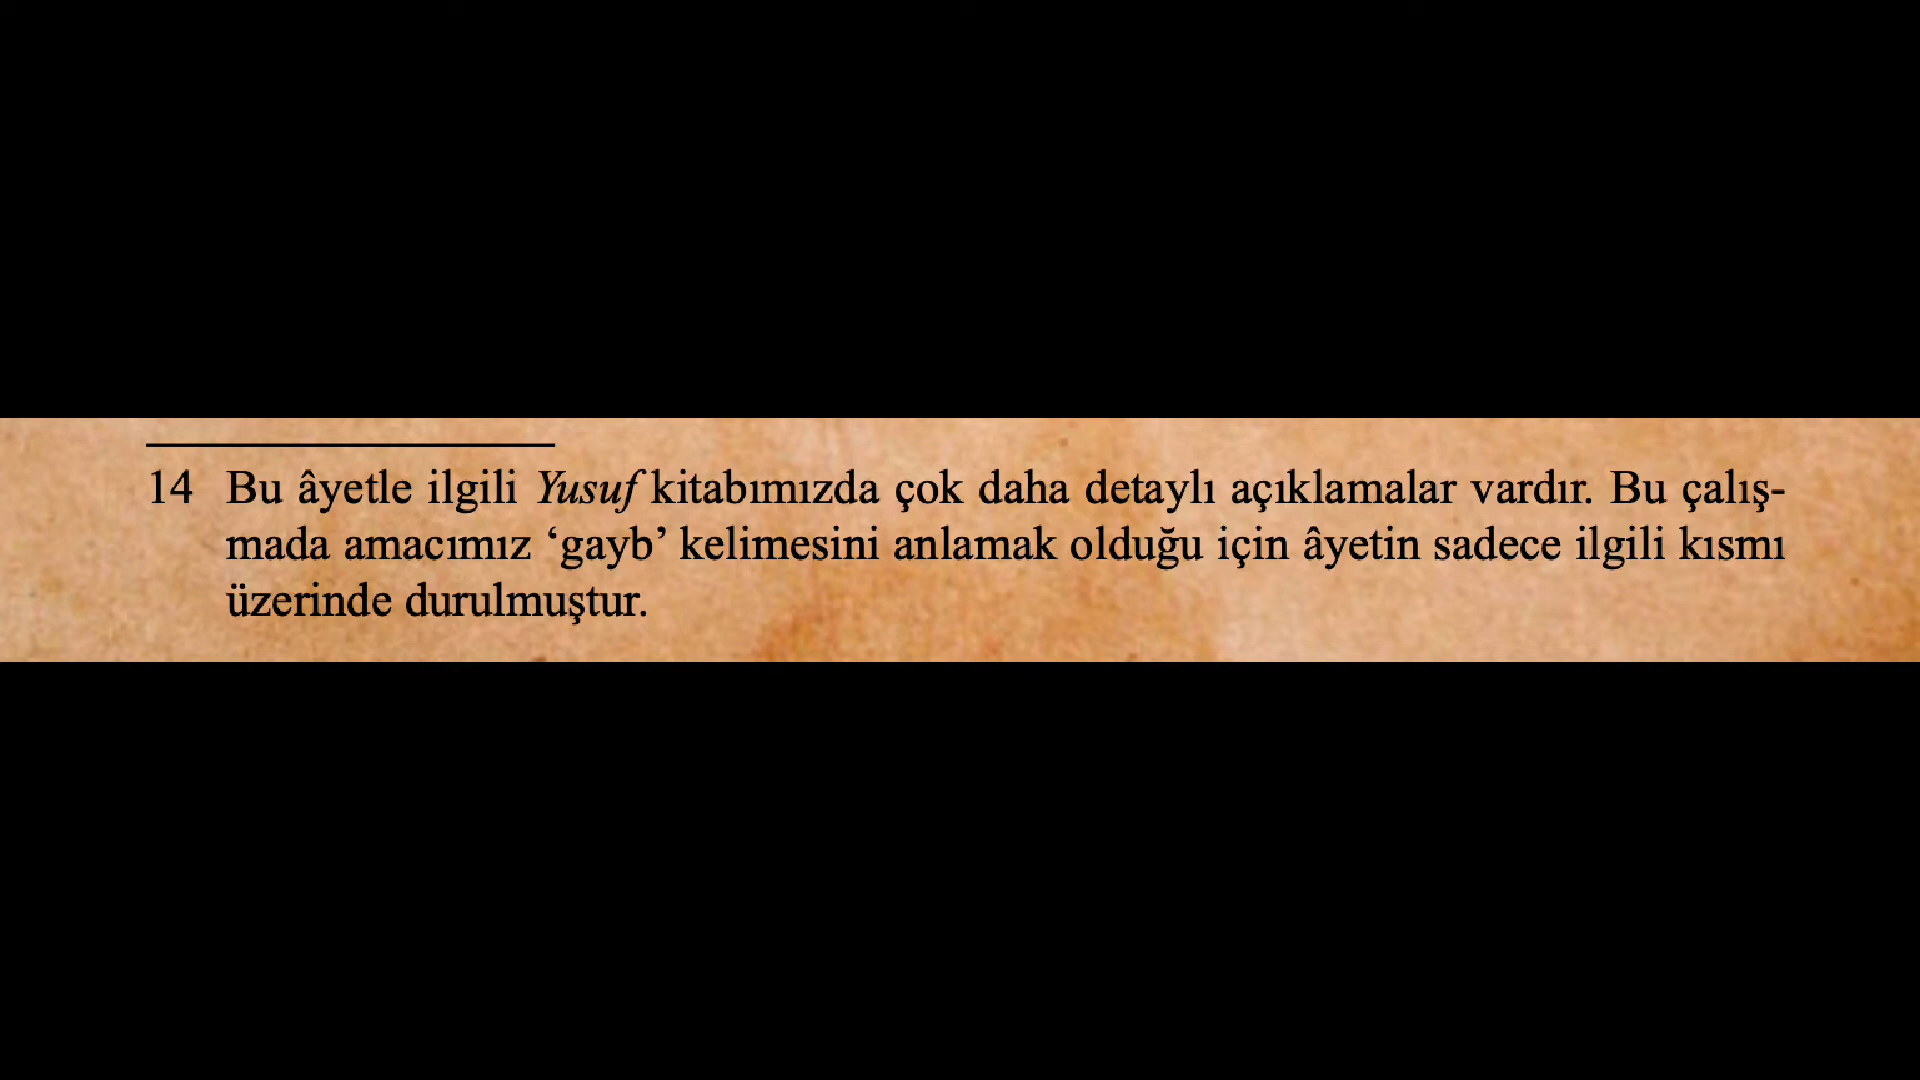 14 Bu âyetle ilgili Yusuf kitabımızda çok daha detaylı açıklamalar vardır. Bu çalış-
mada amacımız ‘gayb’ kelimesini anlamak olduğu için âyetin sadece ilgili kısmı
üzerinde durulmuştur.